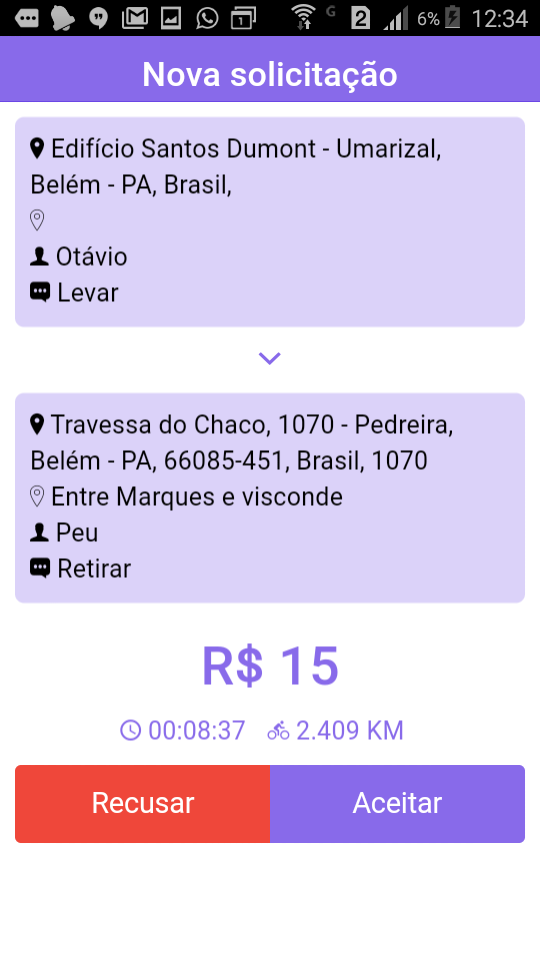 G 2 6% 12:34
Nova solicitação
Edifício Santos Dumont - Umarizal,
Belém - PA, Brasil,
Otávio
Levar
Travessa do Chaco, 1070 - Pedreira,
Belém - PA, 66085-451, Brasil, 1070
Entre Marques e visconde
Peu
Retirar
R$ 15
00:08:37 2.409 KM
Recusar Aceitar